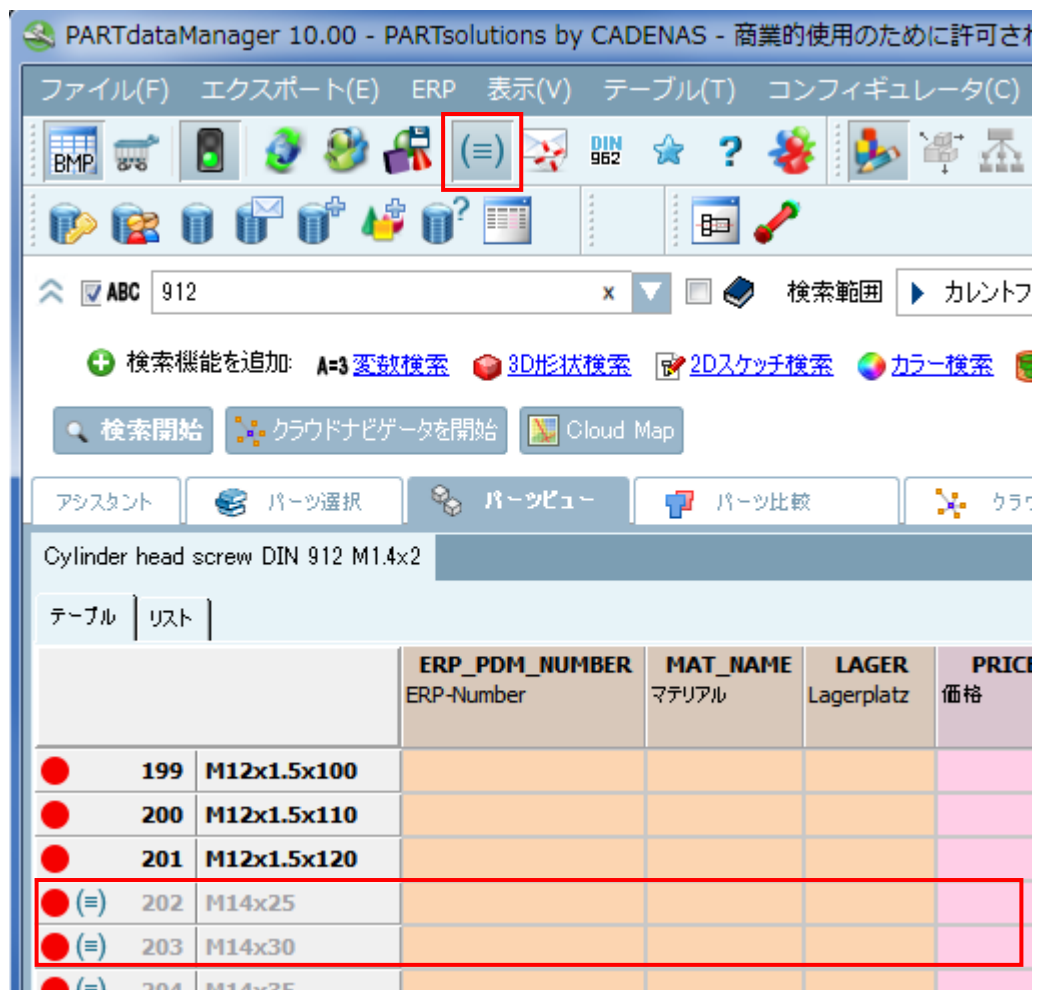 PARTdataManager 10.00 - PARTsolutions by CADENAS - 商業的使用のために許可され
ファイル(F) エクスポート(E) ERP 表示(V) テーブル(T) コンフィギュレータ(C)
BMP (≡) DIN 962 ?
?
ABC 912 x 検索範囲 カレントフ
検索機能を追加: A=3 変数検索 3D形状検索 2Dスケッチ検索 カラー検索
検索開始 クラウドナビゲータを開始 Cloud Map
アシスタント パーツ選択 パーツビュー パーツ比較 クラウ
Cylinder head screw DIN 912 M1.4x2
テーブル リスト
ERP_PDM_NUMBER MAT_NAME LAGER PRICE
ERP-Number マテリアル Lagerplatz 価格
199 M12x1.5x100
200 M12x1.5x110
201 M12x1.5x120
(≡) 202 M14x25
(≡) 203 M14x30
(≡) 204 M14x35